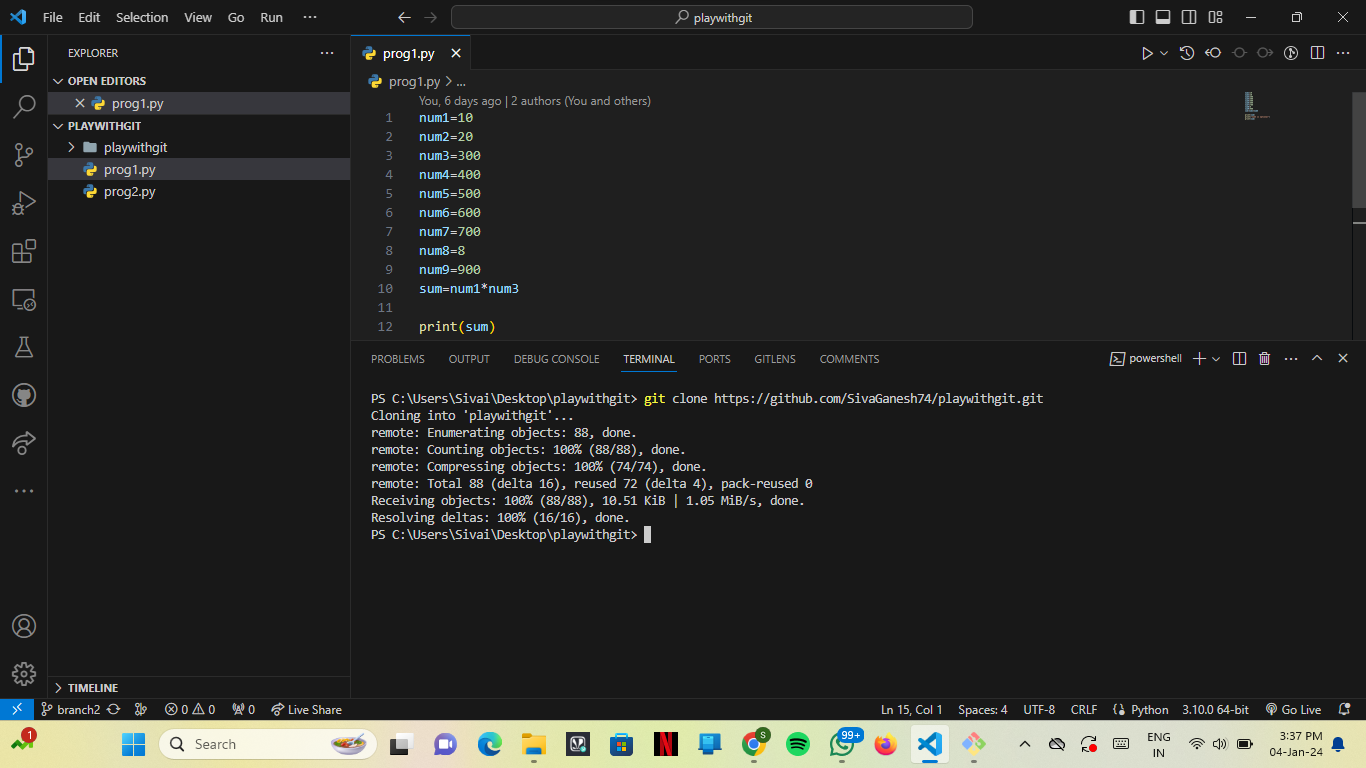 File Edit Selection View Go Run ···
playwithgit
EXPLORER
OPEN EDITORS
prog1.py
PLAYWITHGIT
playwithgit
prog1.py
prog2.py
TIMELINE
prog1.py
prog1.py > ...
You, 6 days ago | 2 authors (You and others)
1 num1=10
2 num2=20
3 num3=300
4 num4=400
5 num5=500
6 num6=600
7 num7=700
8 num8=8
9 num9=900
10 sum=num1*num3
11
12 print(sum)
PROBLEMS OUTPUT DEBUG CONSOLE TERMINAL PORTS GITLENS COMMENTS
powershell
PS C:\Users\Sivai\Desktop\playwithgit> git clone https://github.com/SivaGanesh74/playwithgit.git
Cloning into 'playwithgit'...
remote: Enumerating objects: 88, done.
remote: Counting objects: 100% (88/88), done.
remote: Compressing objects: 100% (74/74), done.
remote: Total 88 (delta 16), reused 72 (delta 4), pack-reused 0
Receiving objects: 100% (88/88), 10.51 KiB | 1.05 MiB/s, done.
Resolving deltas: 100% (16/16), done.
PS C:\Users\Sivai\Desktop\playwithgit>
branch2 0 0 0 Live Share Ln 15, Col 1 Spaces: 4 UTF-8 CRLF Python 3.10.0 64-bit Go Live
1 Search S 99+ ENG 3:37 PM
IN 04-Jan-24